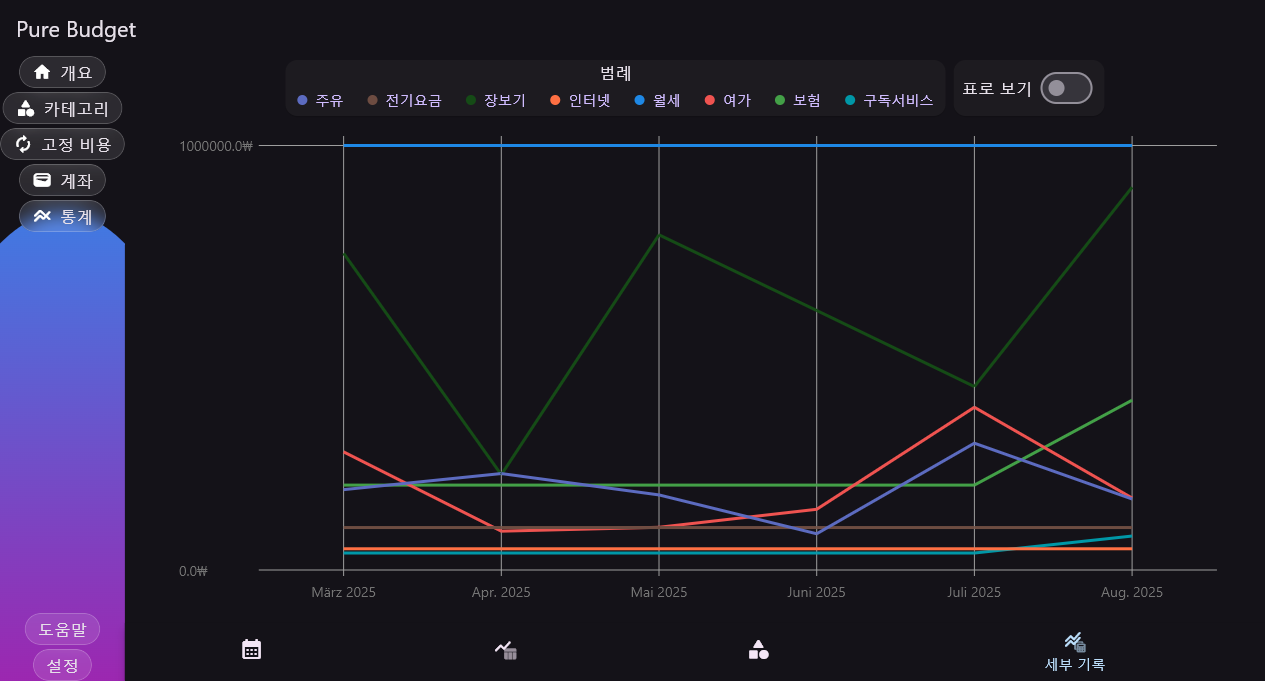 Pure Budget
개요
카테고리
고정 비용
계좌
통계
도움말
설정
범례
주유 전기요금 장보기 인터넷 월세 여가 보험 구독서비스
표로 보기
1000000.0₩
0.0₩
März 2025 Apr. 2025 Mai 2025 Juni 2025 Juli 2025 Aug. 2025
세부 기록